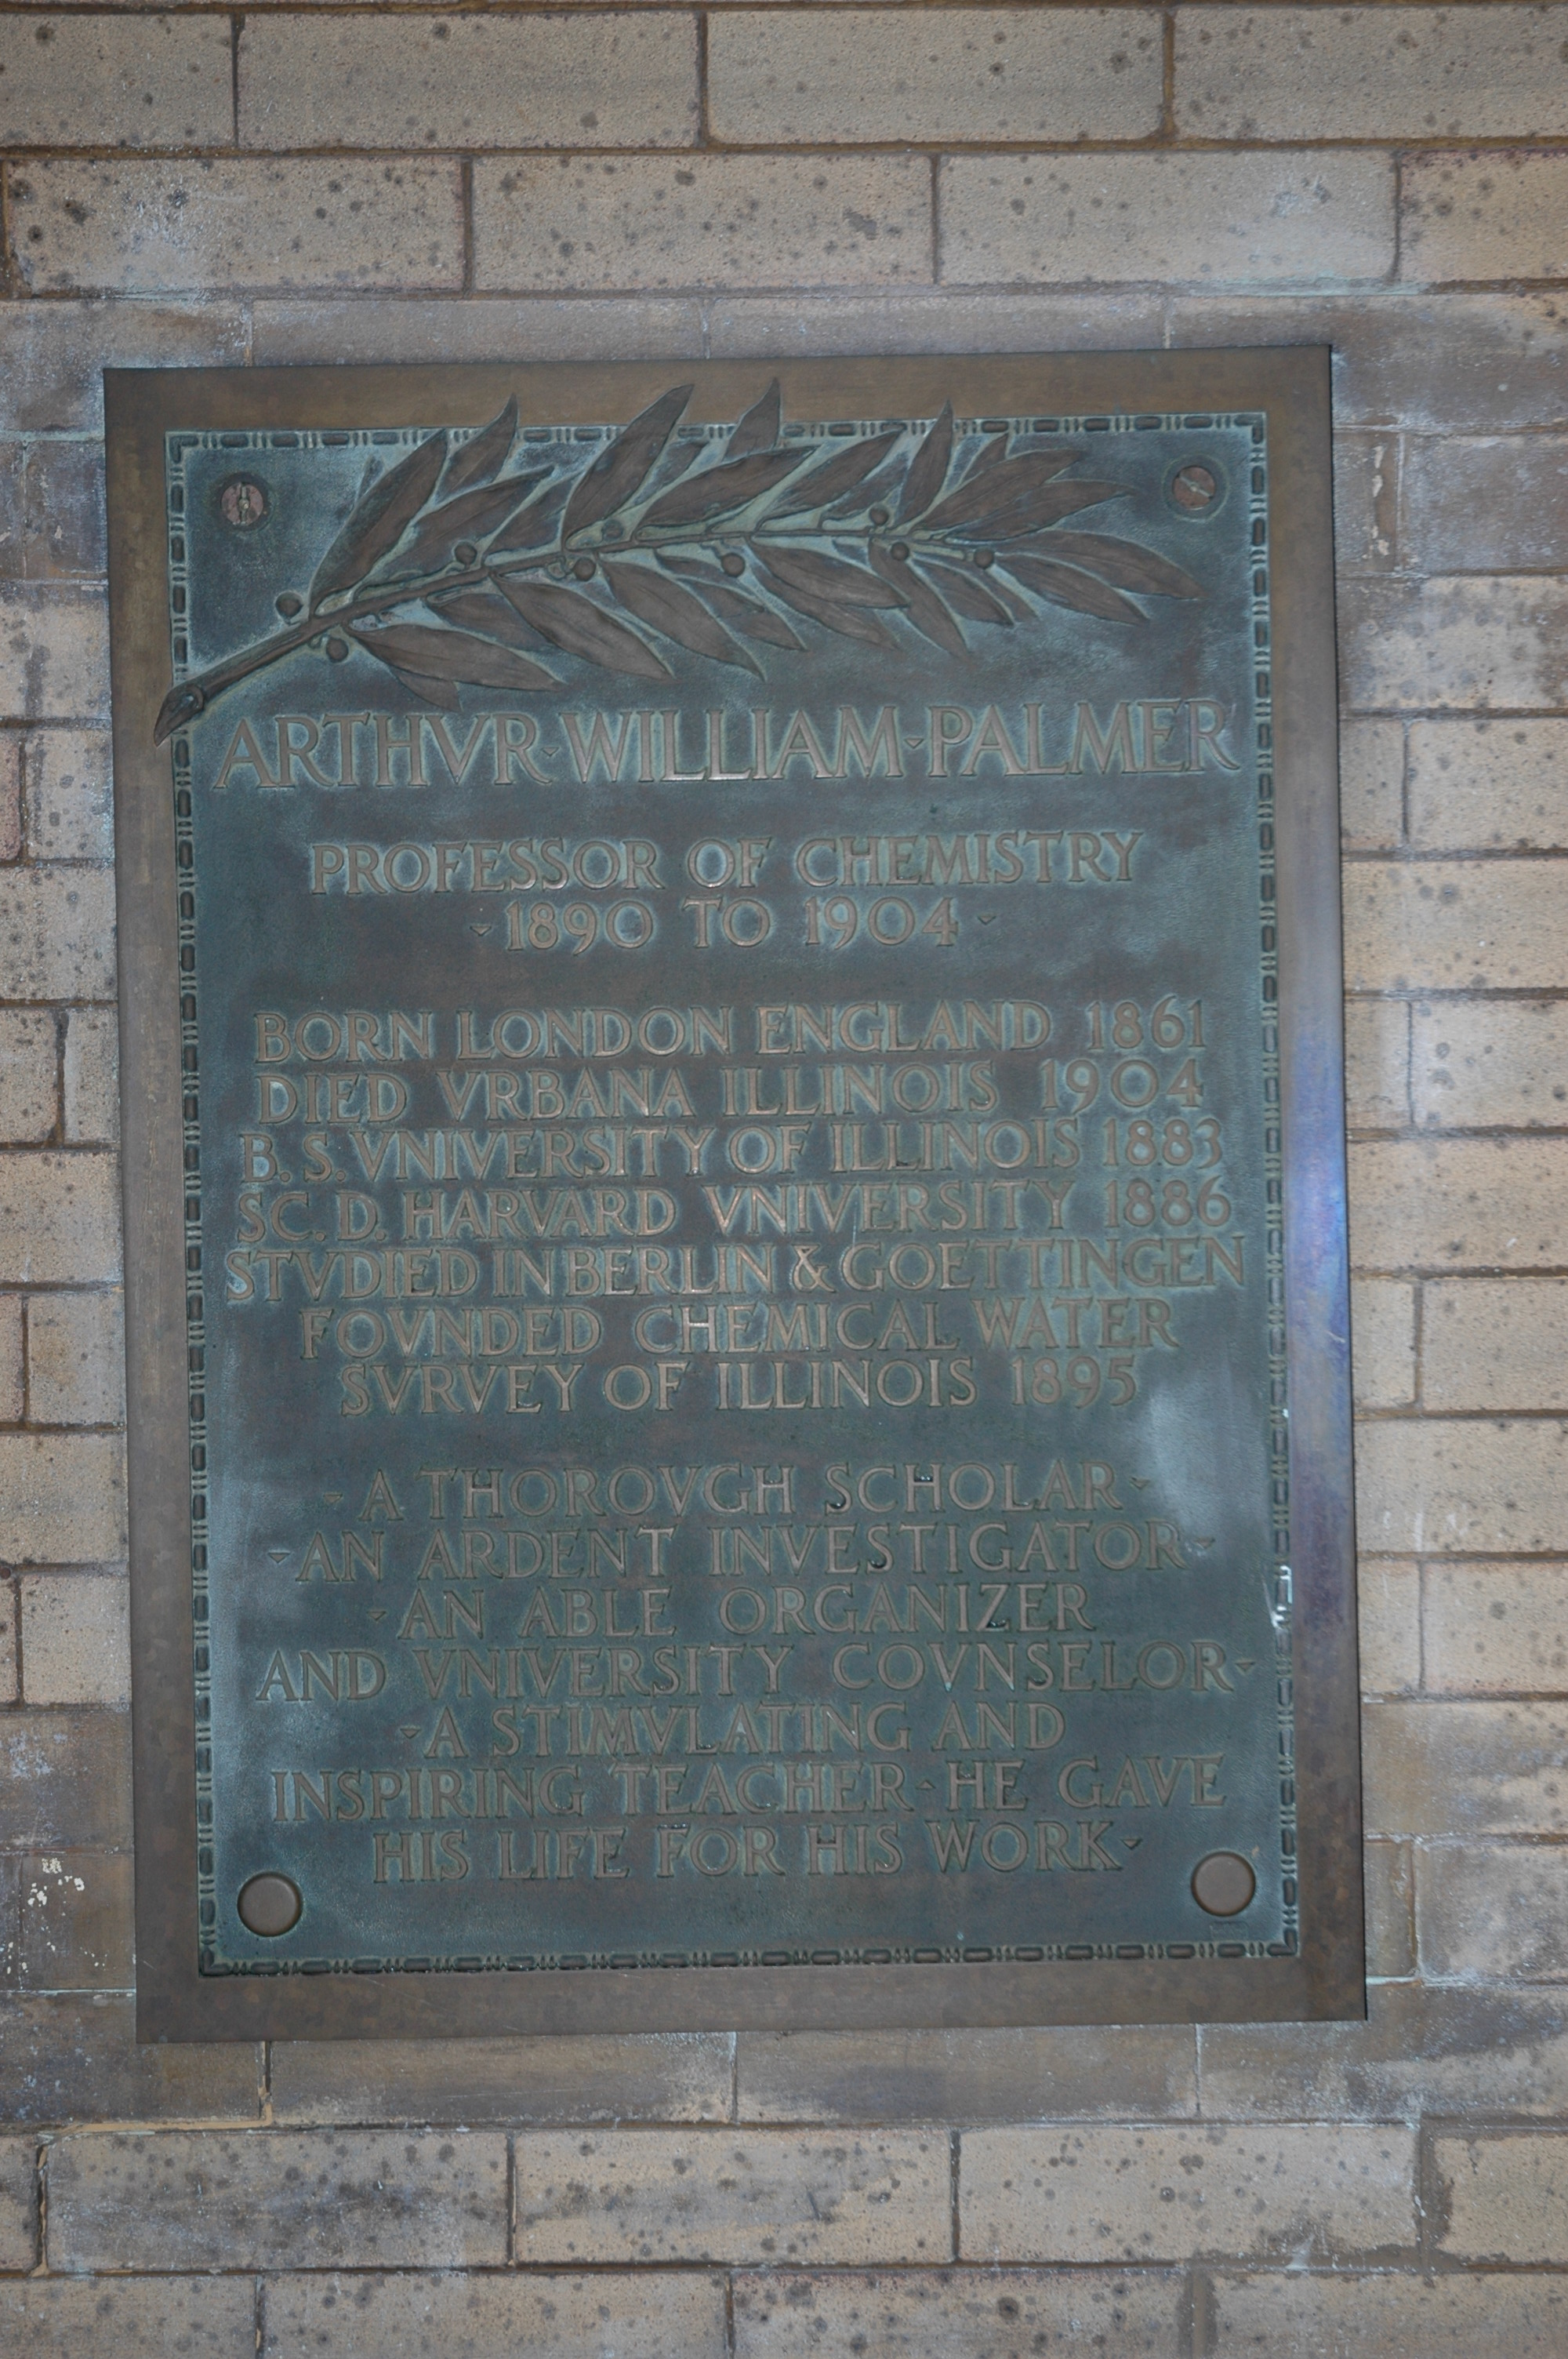 ARTHVR·WILLIAM·PALMER
PROFESSOR OF CHEMISTRY
·1890 TO 1904·
BORN LONDON ENGLAND 1861
DIED VRBANA ILLINOIS 1904
B. S. VNIVERSITY OF ILLINOIS 1883
SC. D. HARVARD VNIVERSITY 1886
STVDIED IN BERLIN & GOETTINGEN
FOVNDED CHEMICAL WATER
SVRVEY OF ILLINOIS 1895
·A THOROVGH SCHOLAR·
·AN ARDENT INVESTIGATOR·
·AN ABLE ORGANIZER
AND VNIVERSITY COVNSELOR·
·A STIMVLATING AND
INSPIRING TEACHER·HE GAVE
HIS LIFE FOR HIS WORK·